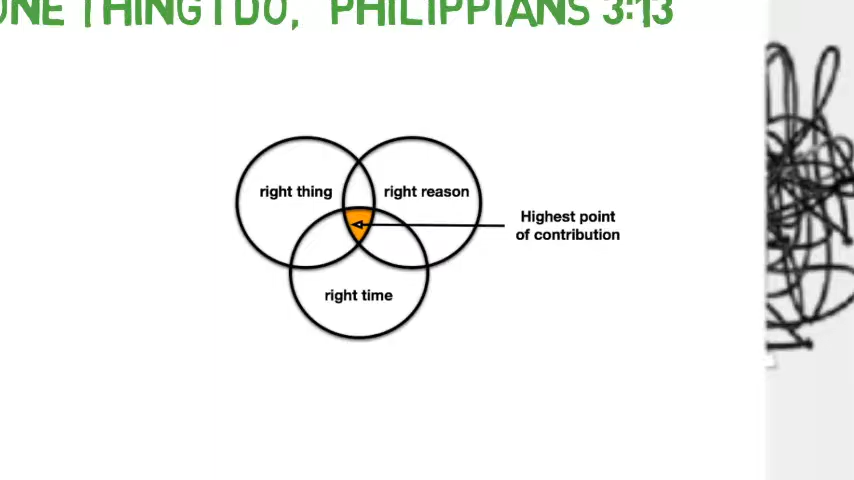 ONE THING I DO, PHILIPPIANS 3:13
right thing
right reason
Highest point
of contribution
right time